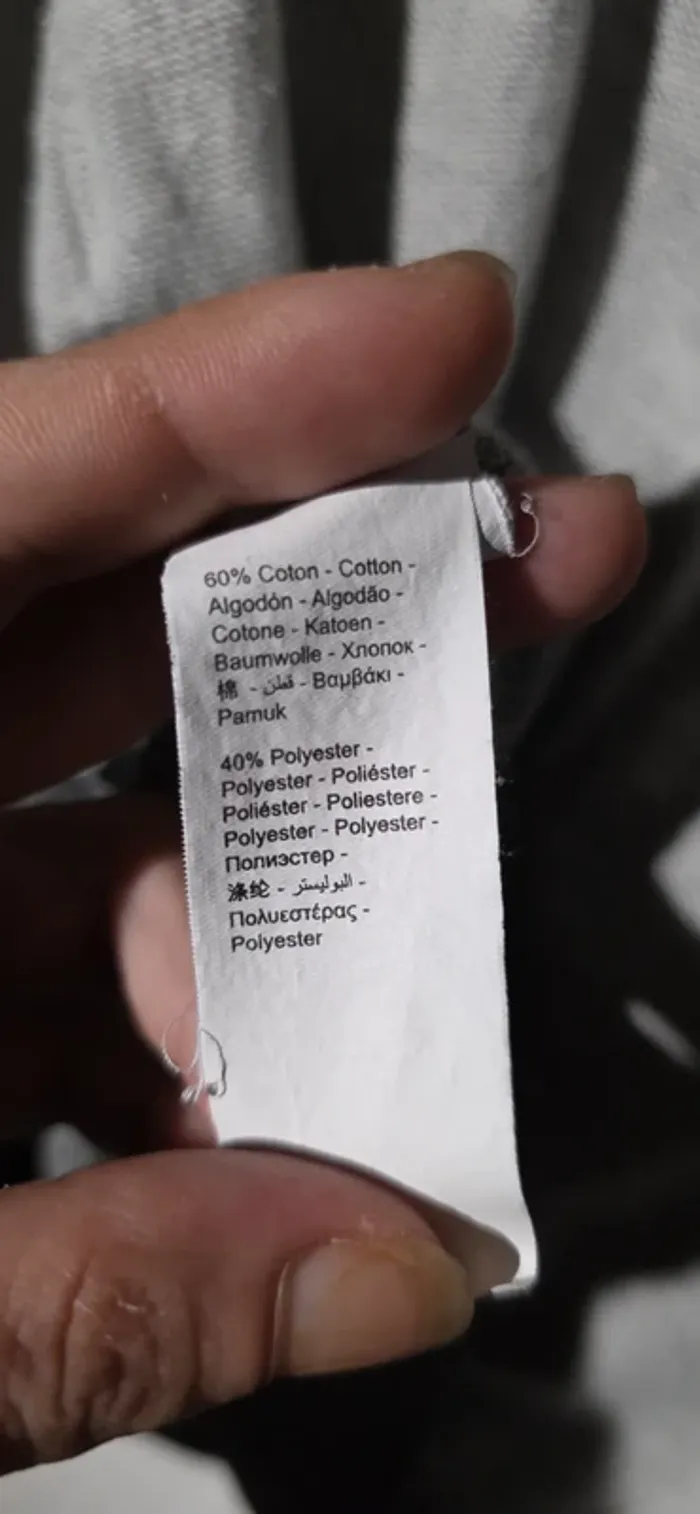 60% Coton - Cotton -
Algodón - Algodão -
Cotone - Katoen -
Baumwolle - Хлопок -
棉 - قطن - Βαμβάκι -
Pamuk
40% Polyester -
Polyester - Poliéster -
Poliéster - Poliestere -
Polyester - Polyester -
Полиэстер -
涤纶 - البوليستر -
Πολυεστέρας -
Polyester